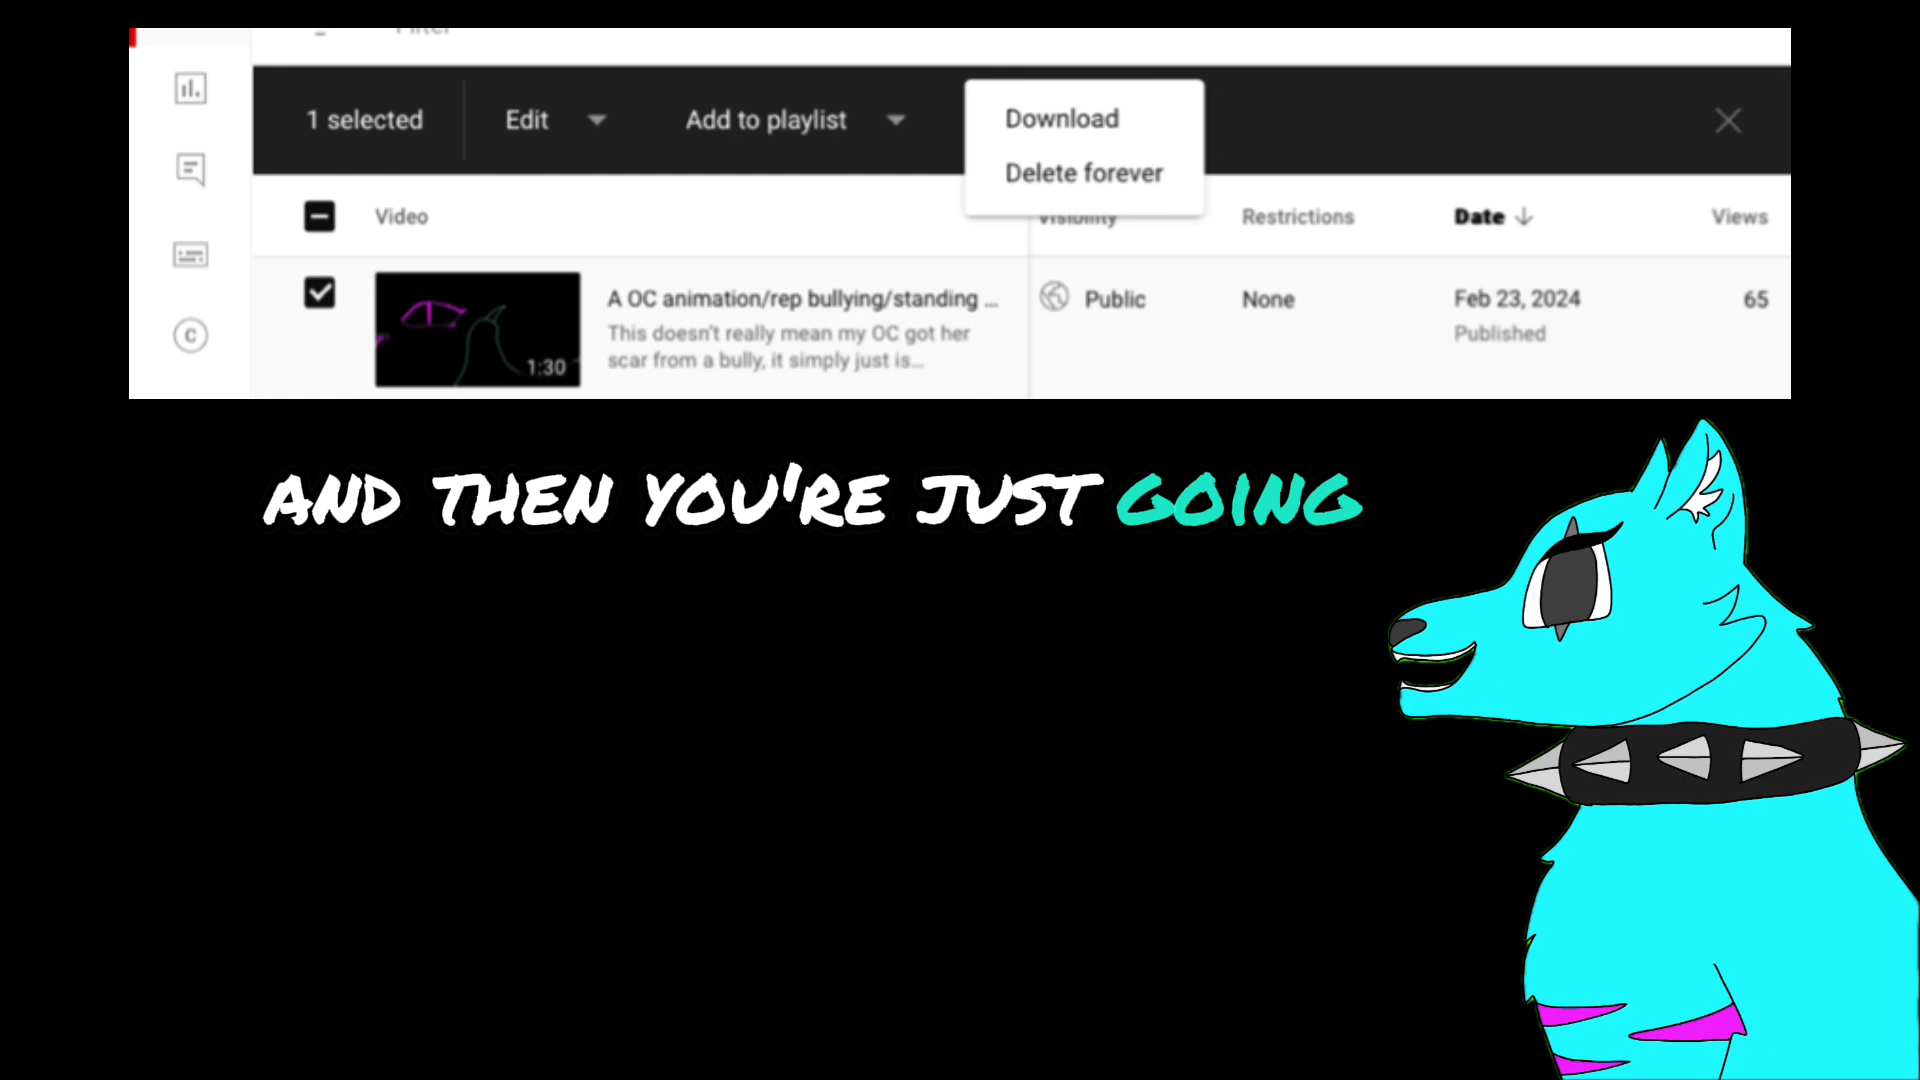 Filter
1 selected
Edit
Add to playlist
Download
Delete forever
Video
Visibility
Restrictions
Date
Views
A OC animation/rep bullying/standing ...
This doesn't really mean my OC got her
scar from a bully, it simply just is...
1:30
Public
None
Feb 23, 2024
Published
65
AND THEN YOU'RE JUST GOING